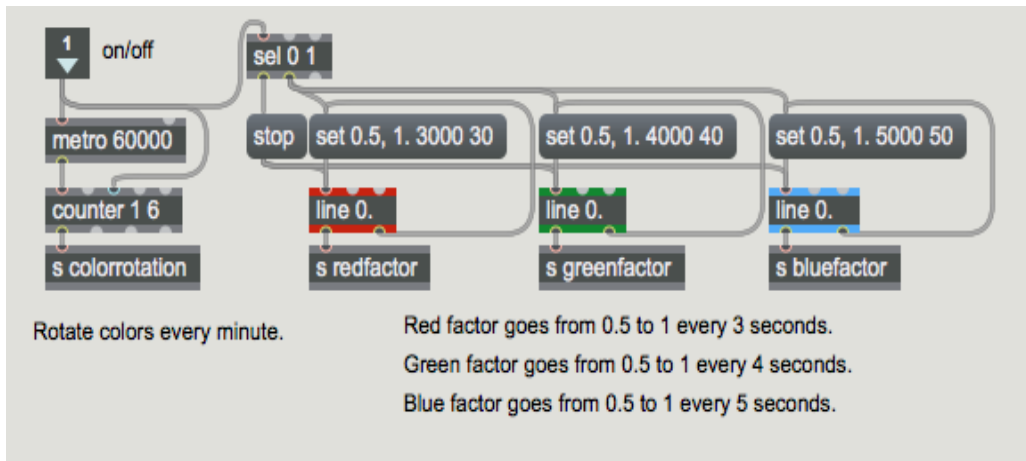 1
on/off
sel 0 1
metro 60000
stop
set 0.5, 1. 3000 30
set 0.5, 1. 4000 40
set 0.5, 1. 5000 50
counter 1 6
line 0.
line 0.
line 0.
s colorrotation
s redfactor
s greenfactor
s bluefactor
Rotate colors every minute.
Red factor goes from 0.5 to 1 every 3 seconds.
Green factor goes from 0.5 to 1 every 4 seconds.
Blue factor goes from 0.5 to 1 every 5 seconds.